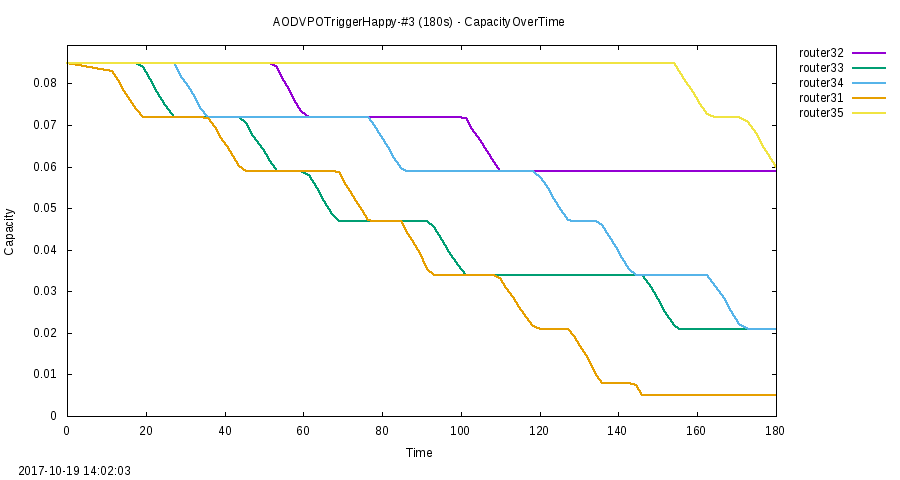 AODVPOTriggerHappy-#3 (180s) - CapacityOverTime
router32
router33
router34
router31
router35
0.08
0.07
0.06
0.05
0.04
0.03
0.02
0.01
0
Capacity
0 20 40 60 80 100 120 140 160 180
Time
2017-10-19 14:02:03